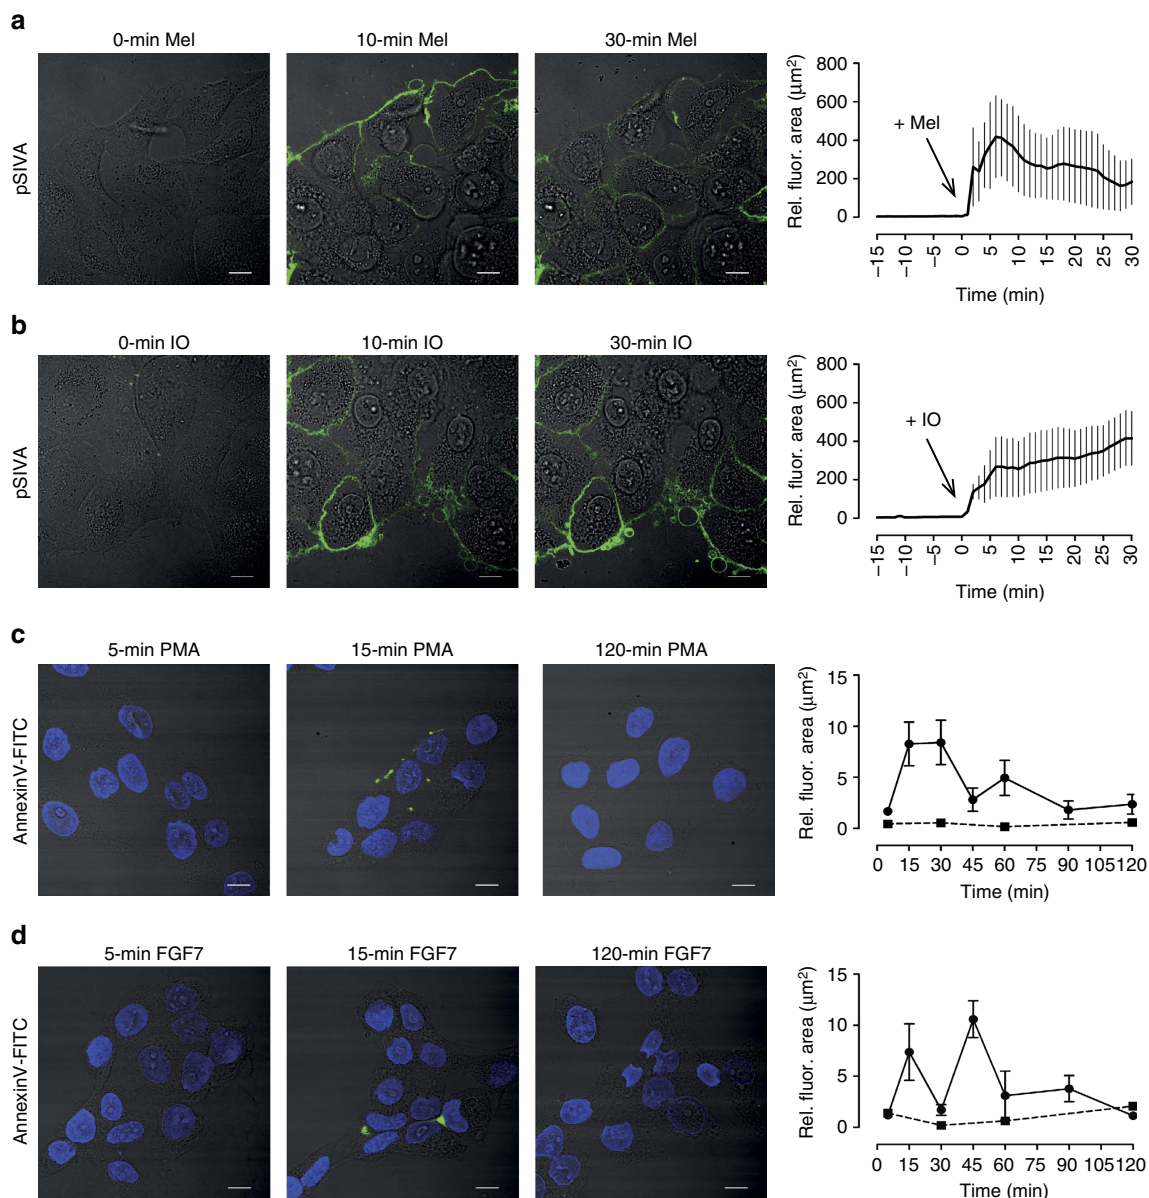 a
0-min Mel
10-min Mel
30-min Mel
pSIVA
Rel. fluor. area (μm²)
800
600
400
200
0
+ Mel
−15
−10
−5
0
5
10
15
20
25
30
Time (min)
b
0-min IO
10-min IO
30-min IO
pSIVA
Rel. fluor. area (μm²)
800
600
400
200
0
+ IO
−15
−10
−5
0
5
10
15
20
25
30
Time (min)
c
5-min PMA
15-min PMA
120-min PMA
AnnexinV-FITC
Rel. fluor. area (μm²)
15
10
5
0
0 15 30 45 60 75 90 105 120
Time (min)
d
5-min FGF7
15-min FGF7
120-min FGF7
AnnexinV-FITC
Rel. fluor. area (μm²)
15
10
5
0
0 15 30 45 60 75 90 105 120
Time (min)